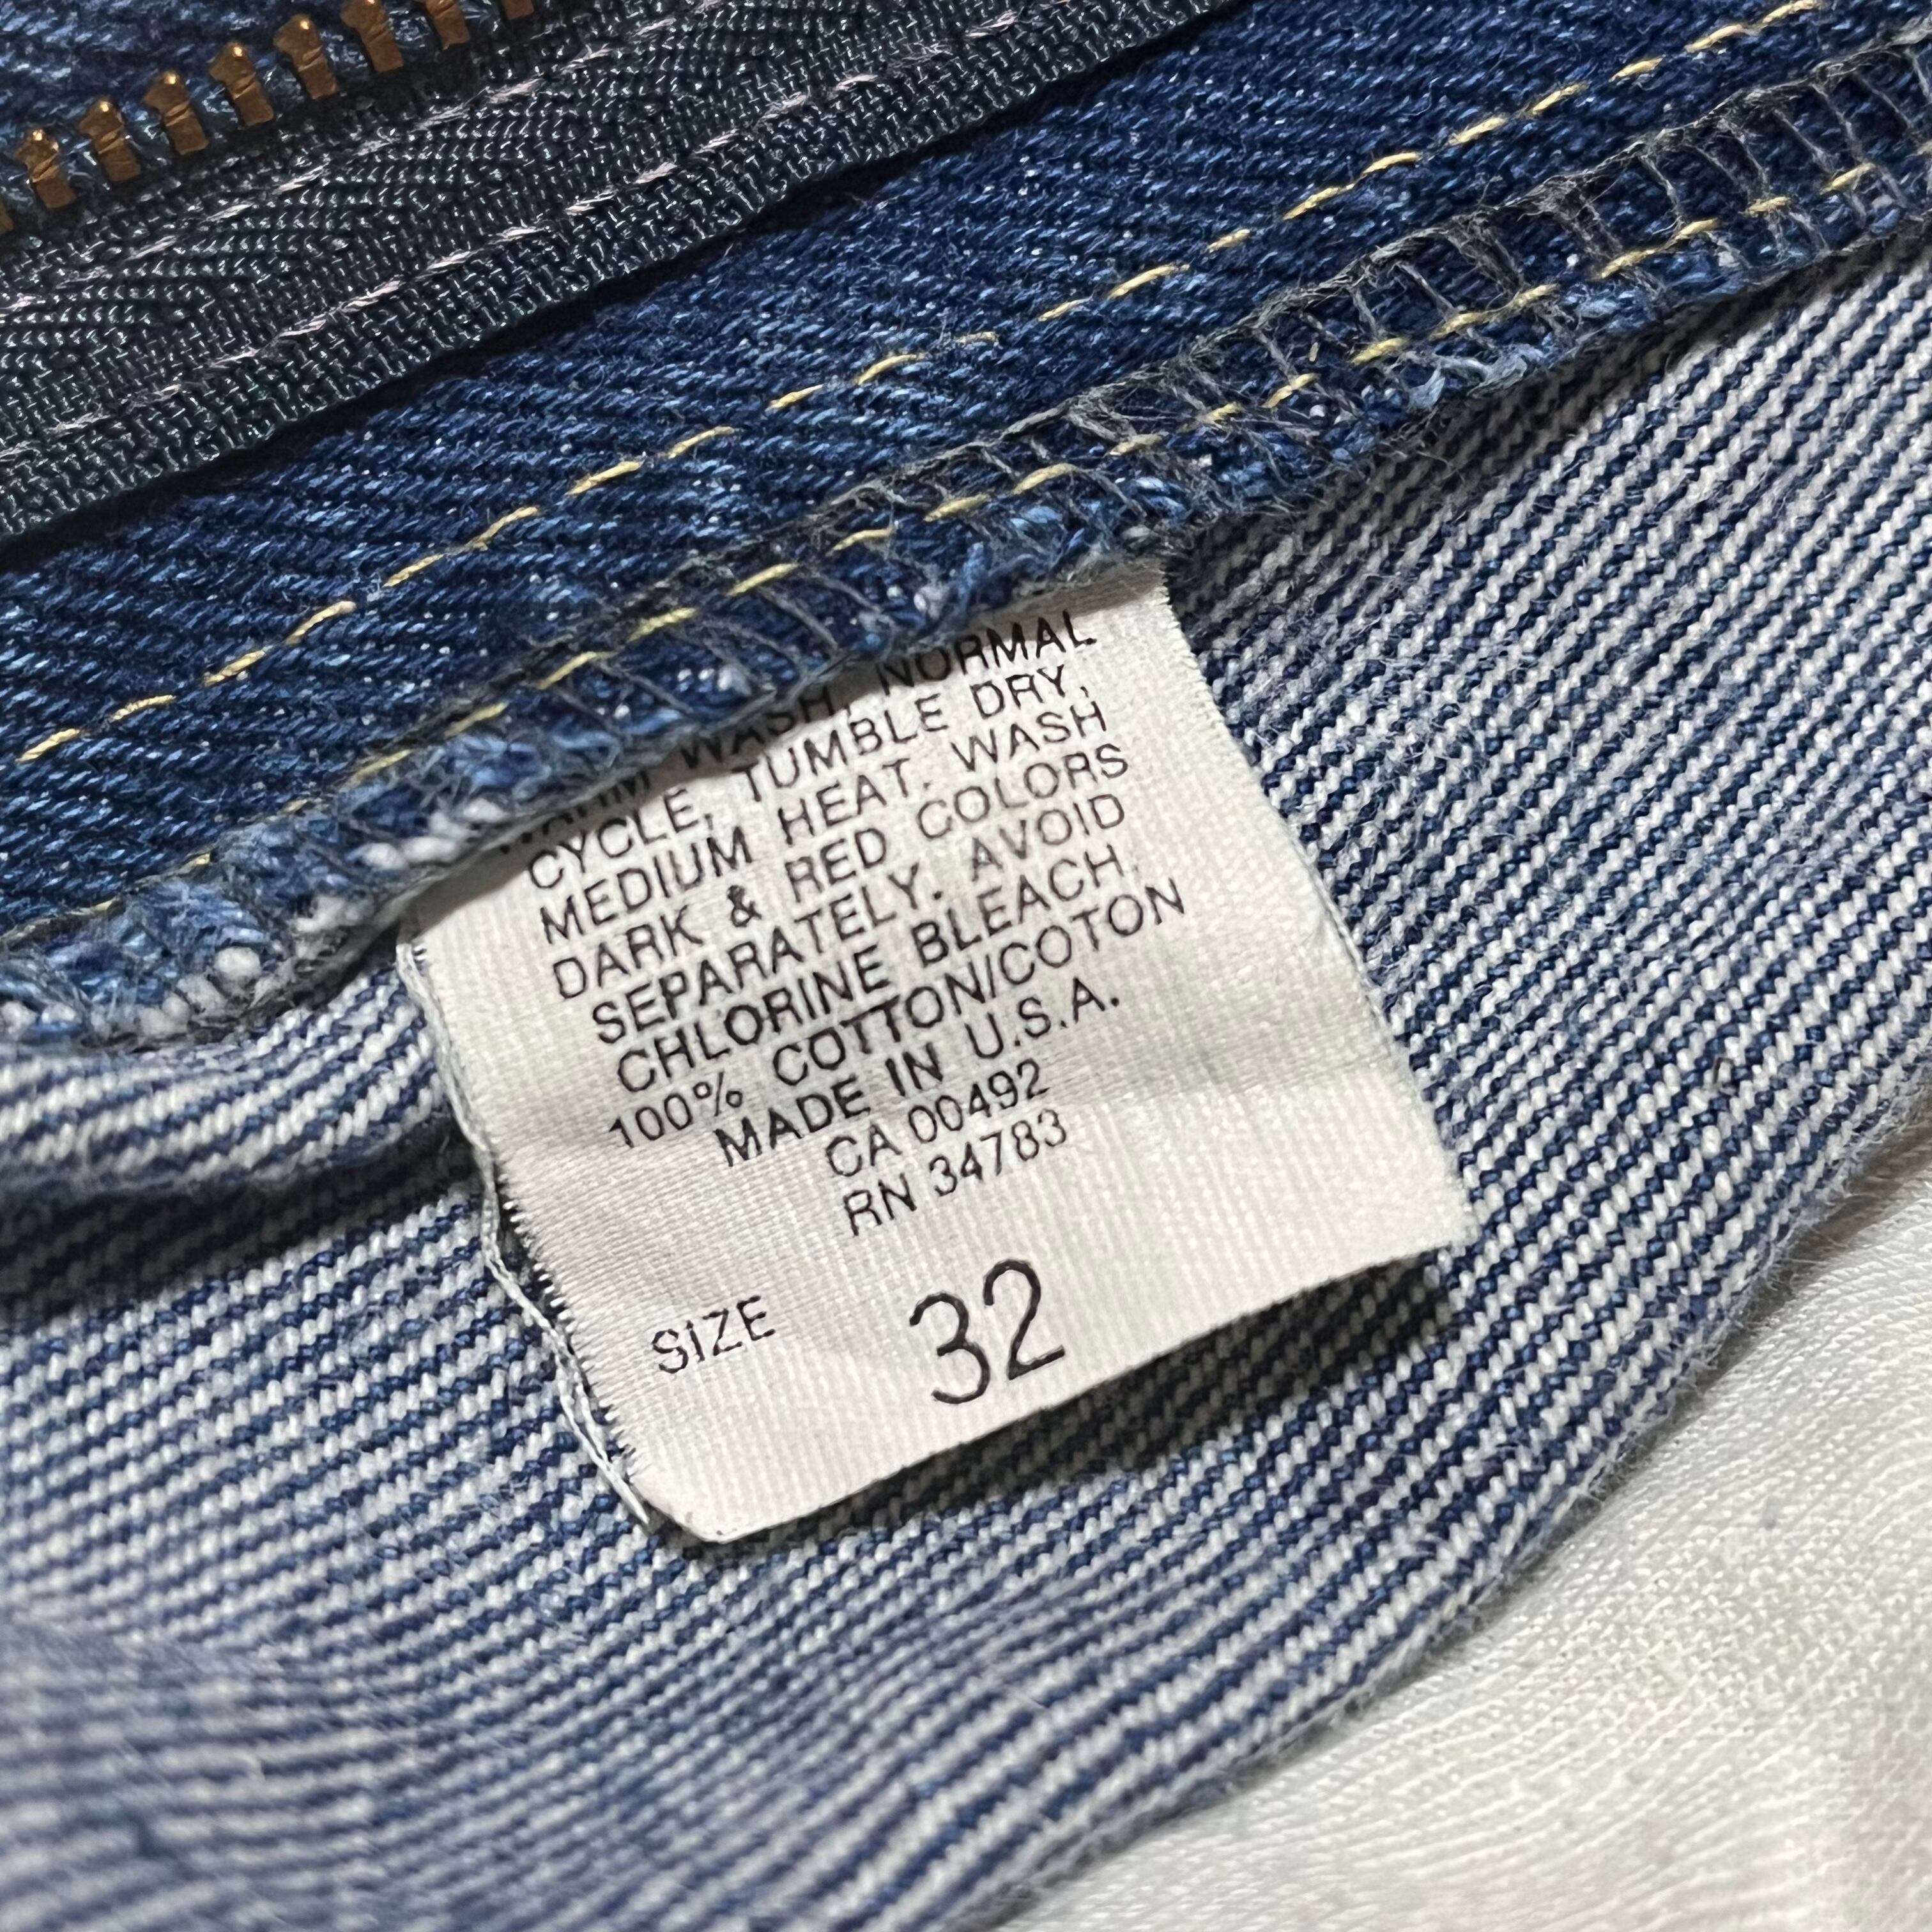 WARM WASH, NORMAL
CYCLE, TUMBLE DRY,
MEDIUM HEAT. WASH
DARK & RED COLORS
SEPARATELY. AVOID
CHLORINE BLEACH.
100% COTTON/COTON
MADE IN U.S.A.
CA 00492
RN 34783
SIZE 32